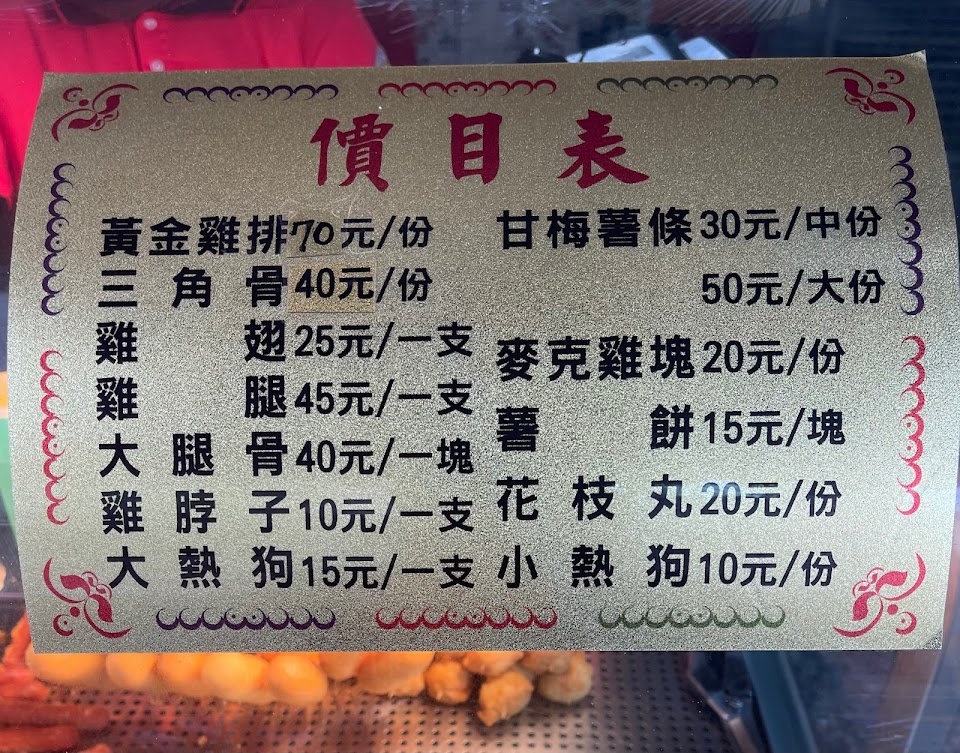 價目表
黃金雞排70元/份
三角骨40元/份
雞翅25元/一支
雞腿45元/一支
大腿骨40元/一塊
雞脖子10元/一支
大熱狗15元/一支
甘梅薯條30元/中份
50元/大份
麥克雞塊20元/份
薯餅15元/塊
花枝丸20元/份
小熱狗10元/份